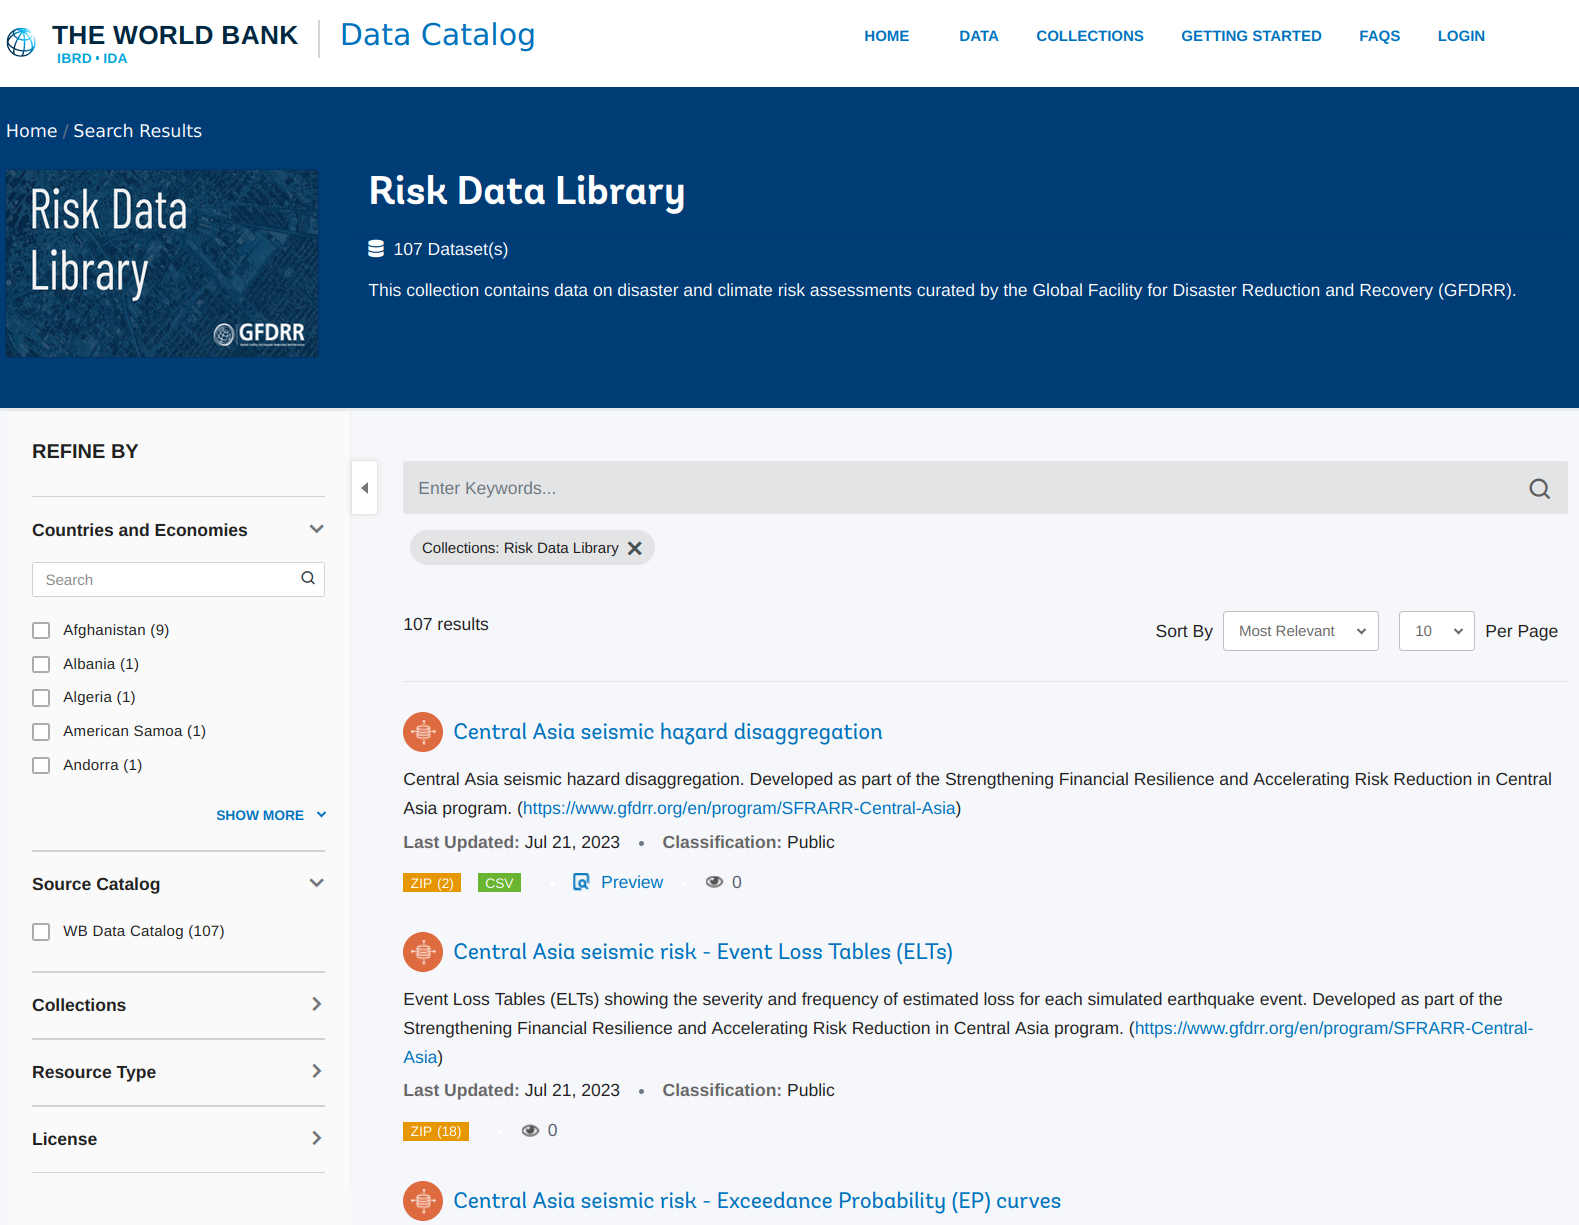 THE WORLD BANK
IBRD • IDA
Data Catalog
HOME
DATA
COLLECTIONS
GETTING STARTED
FAQS
LOGIN
Home / Search Results
Risk Data
Library
GFDRR
Risk Data Library
107 Dataset(s)
This collection contains data on disaster and climate risk assessments curated by the Global Facility for Disaster Reduction and Recovery (GFDRR).
REFINE BY
Countries and Economies
Search
Afghanistan (9)
Albania (1)
Algeria (1)
American Samoa (1)
Andorra (1)
SHOW MORE
Source Catalog
WB Data Catalog (107)
Collections
Resource Type
License
Enter Keywords...
Collections: Risk Data Library
107 results
Sort By
Most Relevant
10
Per Page
Central Asia seismic hazard disaggregation
Central Asia seismic hazard disaggregation. Developed as part of the Strengthening Financial Resilience and Accelerating Risk Reduction in Central
Asia program. (https://www.gfdrr.org/en/program/SFRARR-Central-Asia)
Last Updated: Jul 21, 2023 • Classification: Public
ZIP (2) CSV Preview 0
Central Asia seismic risk - Event Loss Tables (ELTs)
Event Loss Tables (ELTs) showing the severity and frequency of estimated loss for each simulated earthquake event. Developed as part of the
Strengthening Financial Resilience and Accelerating Risk Reduction in Central Asia program. (https://www.gfdrr.org/en/program/SFRARR-Central-
Asia)
Last Updated: Jul 21, 2023 • Classification: Public
ZIP (18) 0
Central Asia seismic risk - Exceedance Probability (EP) curves